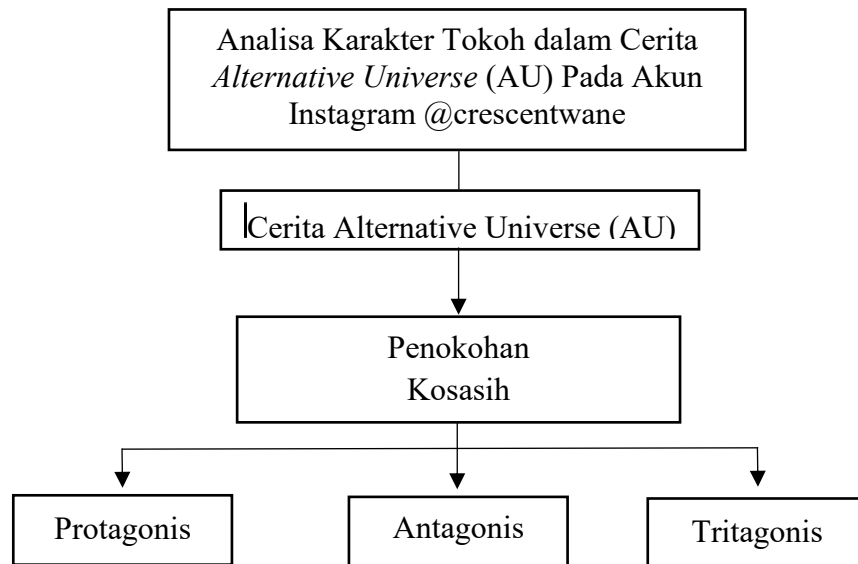 Analisa Karakter Tokoh dalam Cerita
Alternative Universe (AU) Pada Akun
Instagram @crescentwane
Cerita Alternative Universe (AU)
Penokohan
Kosasih
Protagonis
Antagonis
Tritagonis